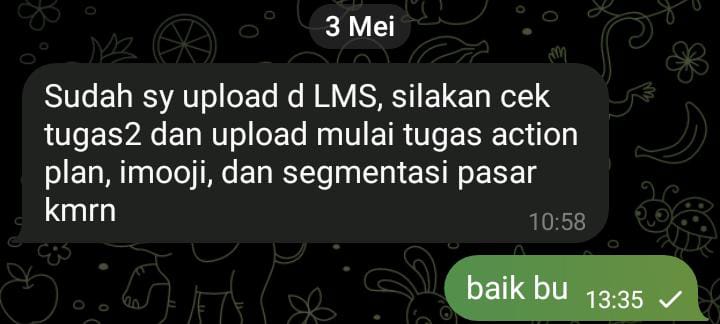 3 Mei
Sudah sy upload d LMS, silakan cek
tugas2 dan upload mulai tugas action
plan, imooji, dan segmentasi pasar
kmrn
10:58
baik bu 13:35